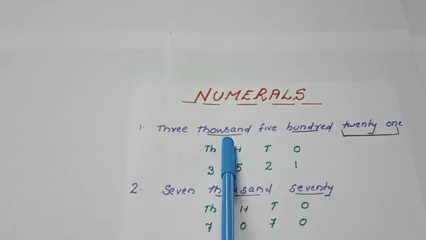 NUMERALS
1. Three thousand five hundred twenty one
Th H T O
3 5 2 1
2. Seven thousand seventy
Th H T O
7 0 7 0